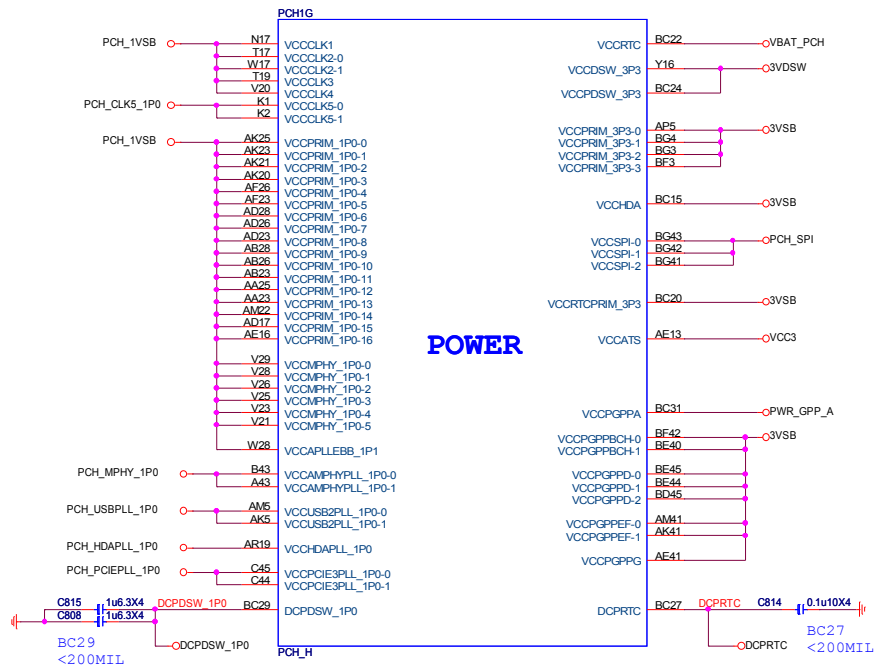 PCH1G
PCH_1VSB N17 VCCCLK1
T17 VCCCLK2-0
W17 VCCCLK2-1
T19 VCCCLK3
V20 VCCCLK4
PCH_CLK5_1P0 K1 VCCCLK5-0
K2 VCCCLK5-1
PCH_1VSB AK25 VCCPRIM_1P0-0
AK23 VCCPRIM_1P0-1
AK21 VCCPRIM_1P0-2
AK20 VCCPRIM_1P0-3
AF26 VCCPRIM_1P0-4
AF23 VCCPRIM_1P0-5
AD28 VCCPRIM_1P0-6
AD26 VCCPRIM_1P0-7
AD23 VCCPRIM_1P0-8
AB28 VCCPRIM_1P0-9
AB26 VCCPRIM_1P0-10
AB23 VCCPRIM_1P0-11
AA25 VCCPRIM_1P0-12
AA23 VCCPRIM_1P0-13
AM22 VCCPRIM_1P0-14
AD17 VCCPRIM_1P0-15
AE16 VCCPRIM_1P0-16
V29 VCCMPHY_1P0-0
V28 VCCMPHY_1P0-1
V26 VCCMPHY_1P0-2
V25 VCCMPHY_1P0-3
V23 VCCMPHY_1P0-4
V21 VCCMPHY_1P0-5
W28 VCCAPLLEBB_1P1
PCH_MPHY_1P0 B43 VCCAMPHYPLL_1P0-0
A43 VCCAMPHYPLL_1P0-1
PCH_USBPLL_1P0 AM5 VCCUSB2PLL_1P0-0
AK5 VCCUSB2PLL_1P0-1
PCH_HDAPLL_1P0 AR19 VCCHDAPLL_1P0
PCH_PCIEPLL_1P0 C45 VCCPCIE3PLL_1P0-0
C44 VCCPCIE3PLL_1P0-1
C815 1u6.3X4 DCPDSW_1P0 BC29 DCPDSW_1P0
C808 1u6.3X4
BC29
<200MIL
DCPDSW_1P0
PCH_H
POWER
VCCRTC BC22 VBAT_PCH
VCCDSW_3P3 Y16 3VDSW
VCCPDSW_3P3 BC24
VCCPRIM_3P3-0 AP5 3VSB
VCCPRIM_3P3-1 BG4
VCCPRIM_3P3-2 BG3
VCCPRIM_3P3-3 BF3
VCCHDA BC15 3VSB
VCCSPI-0 BG43 PCH_SPI
VCCSPI-1 BG42
VCCSPI-2 BG41
VCCRTCPRIM_3P3 BC20 3VSB
VCCATS AE13 VCC3
VCCPGPPA BC31 PWR_GPP_A
VCCPGPPBCH-0 BF42 3VSB
VCCPGPPBCH-1 BE40
VCCPGPPD-0 BE45
VCCPGPPD-1 BE44
VCCPGPPD-2 BD45
VCCPGPPEF-0 AM41
VCCPGPPEF-1 AK41
VCCPGPPG AE41
DCPRTC BC27 DCPRTC C814 0.1u10X4
BC27
<200MIL
DCPRTC